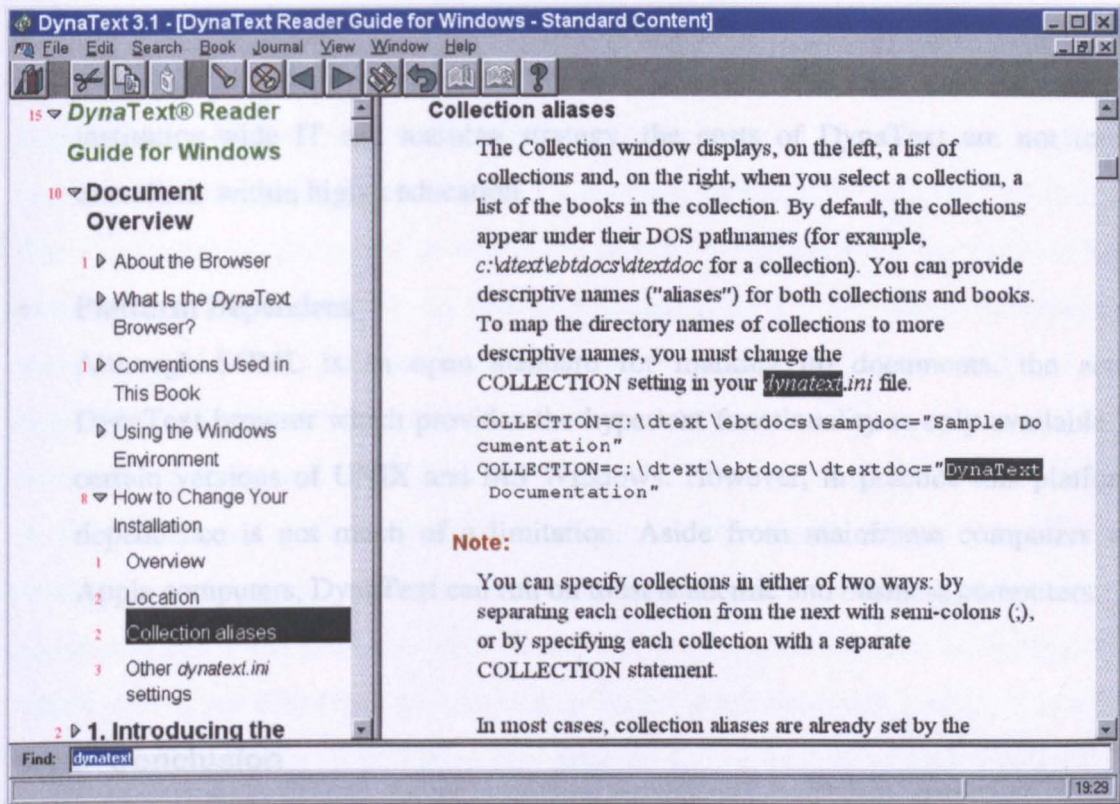 DynaText 3.1 - [DynaText Reader Guide for Windows - Standard Content]
File Edit Search Book Journal View Window Help
15 DynaText® Reader
Guide for Windows
10 Document
Overview
1 About the Browser
What Is the DynaText
Browser?
Conventions Used in
This Book
Using the Windows
Environment
8 How to Change Your
Installation
1 Overview
2 Location
2 Collection aliases
3 Other dynatext.ini
settings
2 1. Introducing the
Collection aliases
The Collection window displays, on the left, a list of
collections and, on the right, when you select a collection, a
list of the books in the collection. By default, the collections
appear under their DOS pathnames (for example,
c:\dtext\ebtdocs\dtextdoc for a collection). You can provide
descriptive names ("aliases") for both collections and books.
To map the directory names of collections to more
descriptive names, you must change the
COLLECTION setting in your dynatext.ini file.
COLLECTION=c:\dtext\ebtdocs\sampdoc="Sample Do
cumentation"
COLLECTION=c:\dtext\ebtdocs\dtextdoc="DynaText
Documentation"
Note:
You can specify collections in either of two ways: by
separating each collection from the next with semi-colons (;),
or by specifying each collection with a separate
COLLECTION statement.
In most cases, collection aliases are already set by the
Find: dynatext
19:29